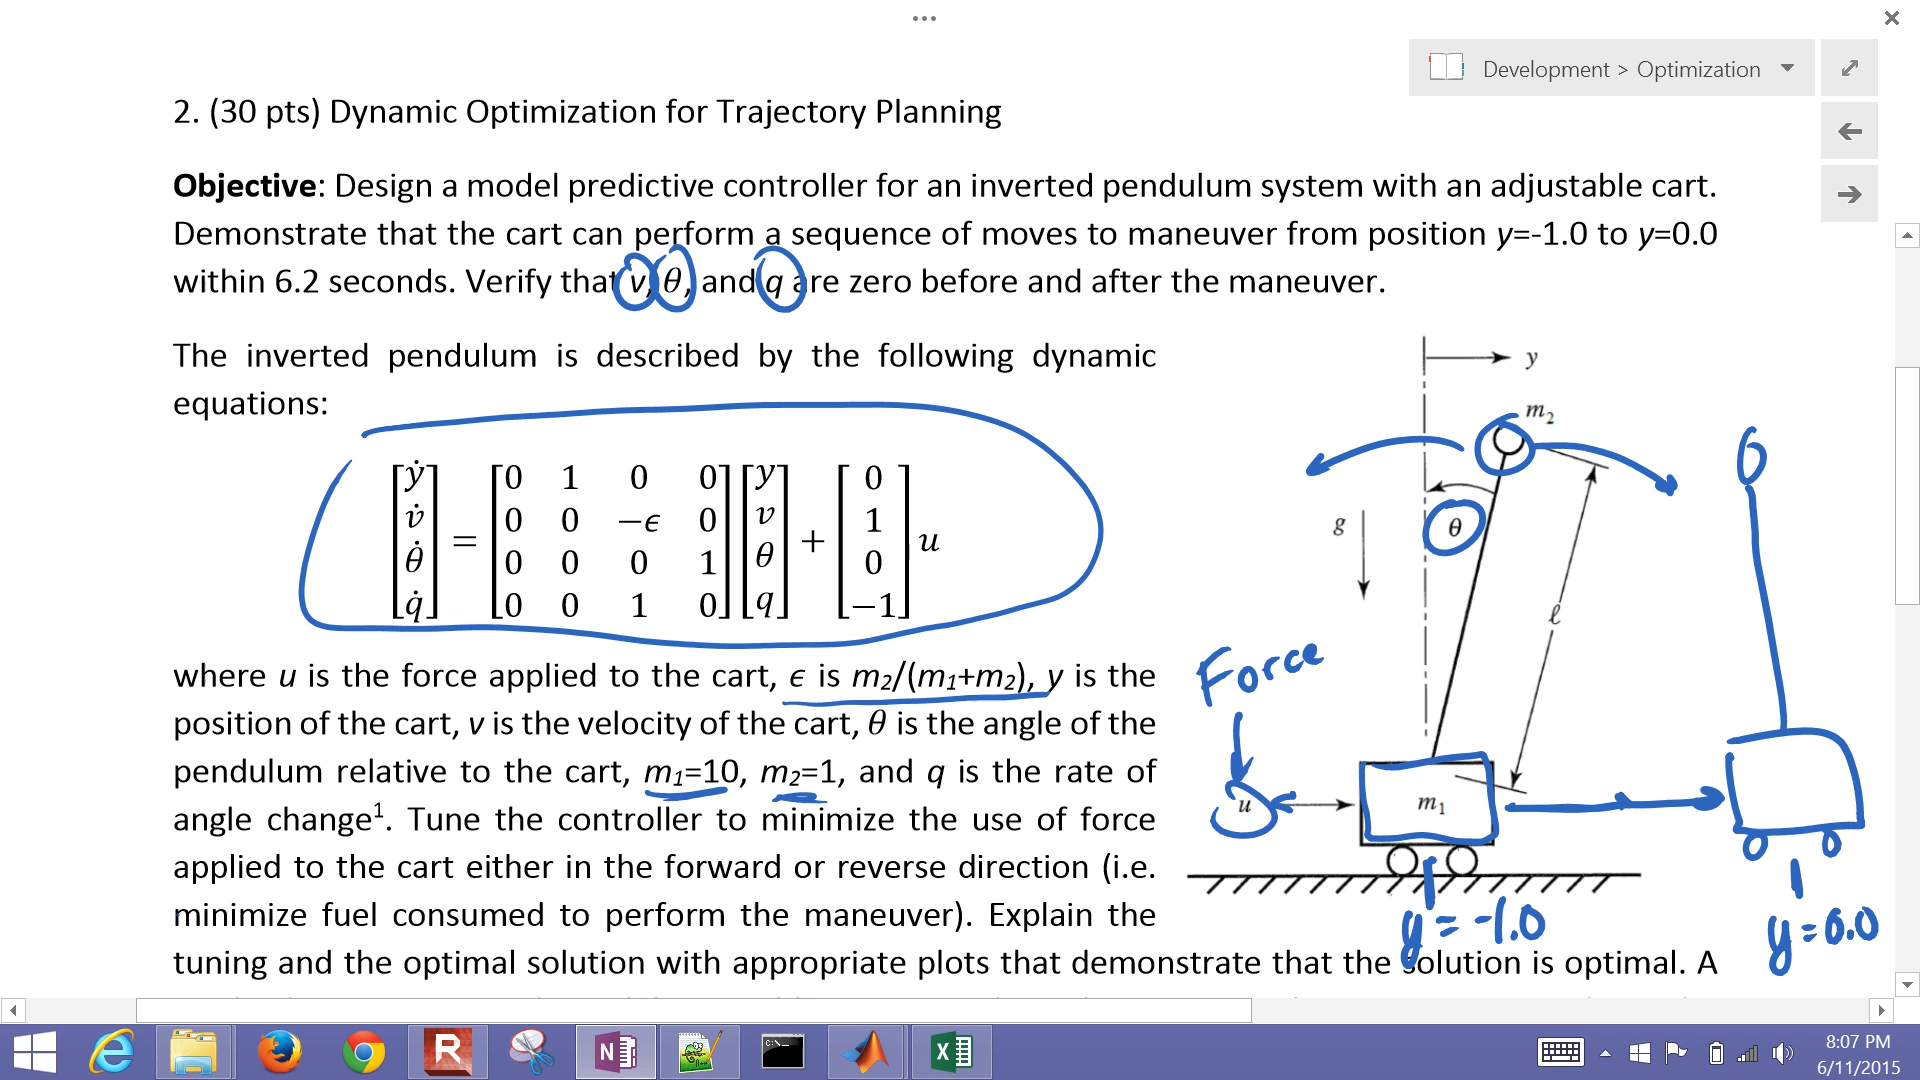 Development > Optimization
2. (30 pts) Dynamic Optimization for Trajectory Planning
Objective: Design a model predictive controller for an inverted pendulum system with an adjustable cart.
Demonstrate that the cart can perform a sequence of moves to maneuver from position y=-1.0 to y=0.0
within 6.2 seconds. Verify that v, θ, and q are zero before and after the maneuver.
The inverted pendulum is described by the following dynamic
equations:
[ẏ v̇ θ̇ q̇] = [0 1 0 0; 0 0 −ϵ 0; 0 0 0 1; 0 0 1 0] [y v θ q] + [0 1 0 −1] u
where u is the force applied to the cart, ϵ is m₂/(m₁+m₂), y is the
position of the cart, v is the velocity of the cart, θ is the angle of the
pendulum relative to the cart, m₁=10, m₂=1, and q is the rate of
angle change¹. Tune the controller to minimize the use of force
applied to the cart either in the forward or reverse direction (i.e.
minimize fuel consumed to perform the maneuver). Explain the
tuning and the optimal solution with appropriate plots that demonstrate that the solution is optimal. A
y
m₂
θ
g
ℓ
Force
u
m₁
y = -1.0
y = 0.0
8:07 PM
6/11/2015